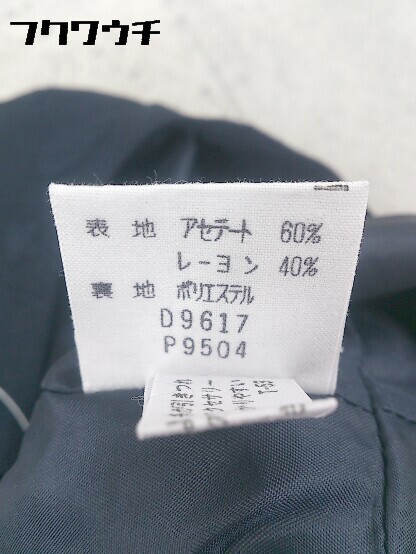 フクワウチ
表地 アセテート 60%
レーヨン 40%
裏地 ポリエステル
D9617
P9504